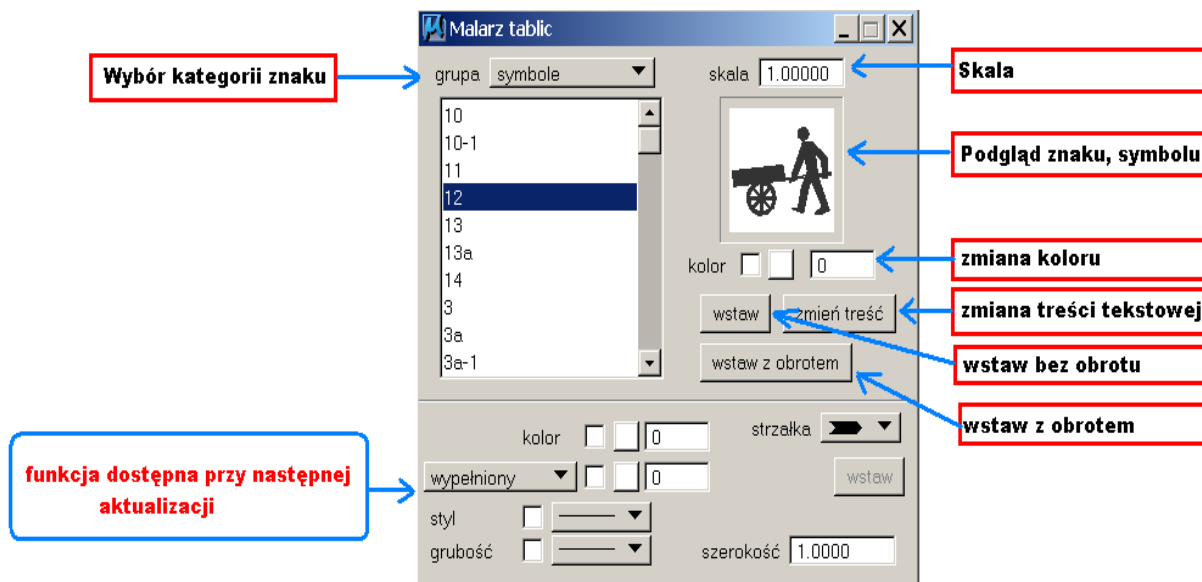 Malarz tablic
Wybór kategorii znaku
grupa symbole
skala 1.00000
Skala
10
10-1
11
12
13
13a
14
3
3a
3a-1
Podgląd znaku, symbolu
kolor 0
zmiana koloru
wstaw
zmień treść
zmiana treści tekstowej
wstaw z obrotem
wstaw bez obrotu
wstaw z obrotem
funkcja dostępna przy następnej
aktualizacji
kolor 0
strzałka
wypełniony 0
wstaw
styl
grubość
szerokość 1.0000